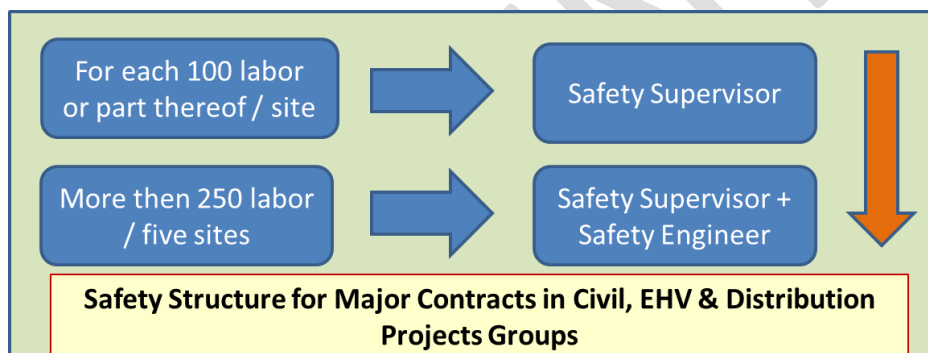 For each 100 labor
or part thereof / site
Safety Supervisor
More then 250 labor
/ five sites
Safety Supervisor +
Safety Engineer
Safety Structure for Major Contracts in Civil, EHV & Distribution
Projects Groups